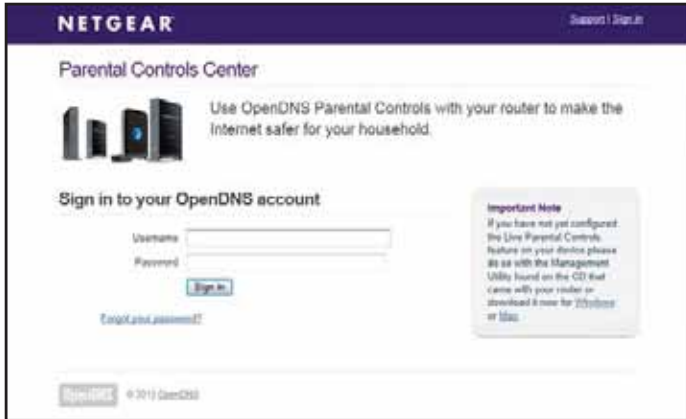 NETGEAR
Support | Sign in
Parental Controls Center
Use OpenDNS Parental Controls with your router to make the
Internet safer for your household.
Sign in to your OpenDNS account
Username
Password
Sign In
Forgot your password?
Important Note
If you have not yet configured
the Live Parental Controls
feature on your device please
do so with the Management
Utility found on the CD that
came with your router or
download it now for Windows
or Mac.
OpenDNS © 2010 OpenDNS